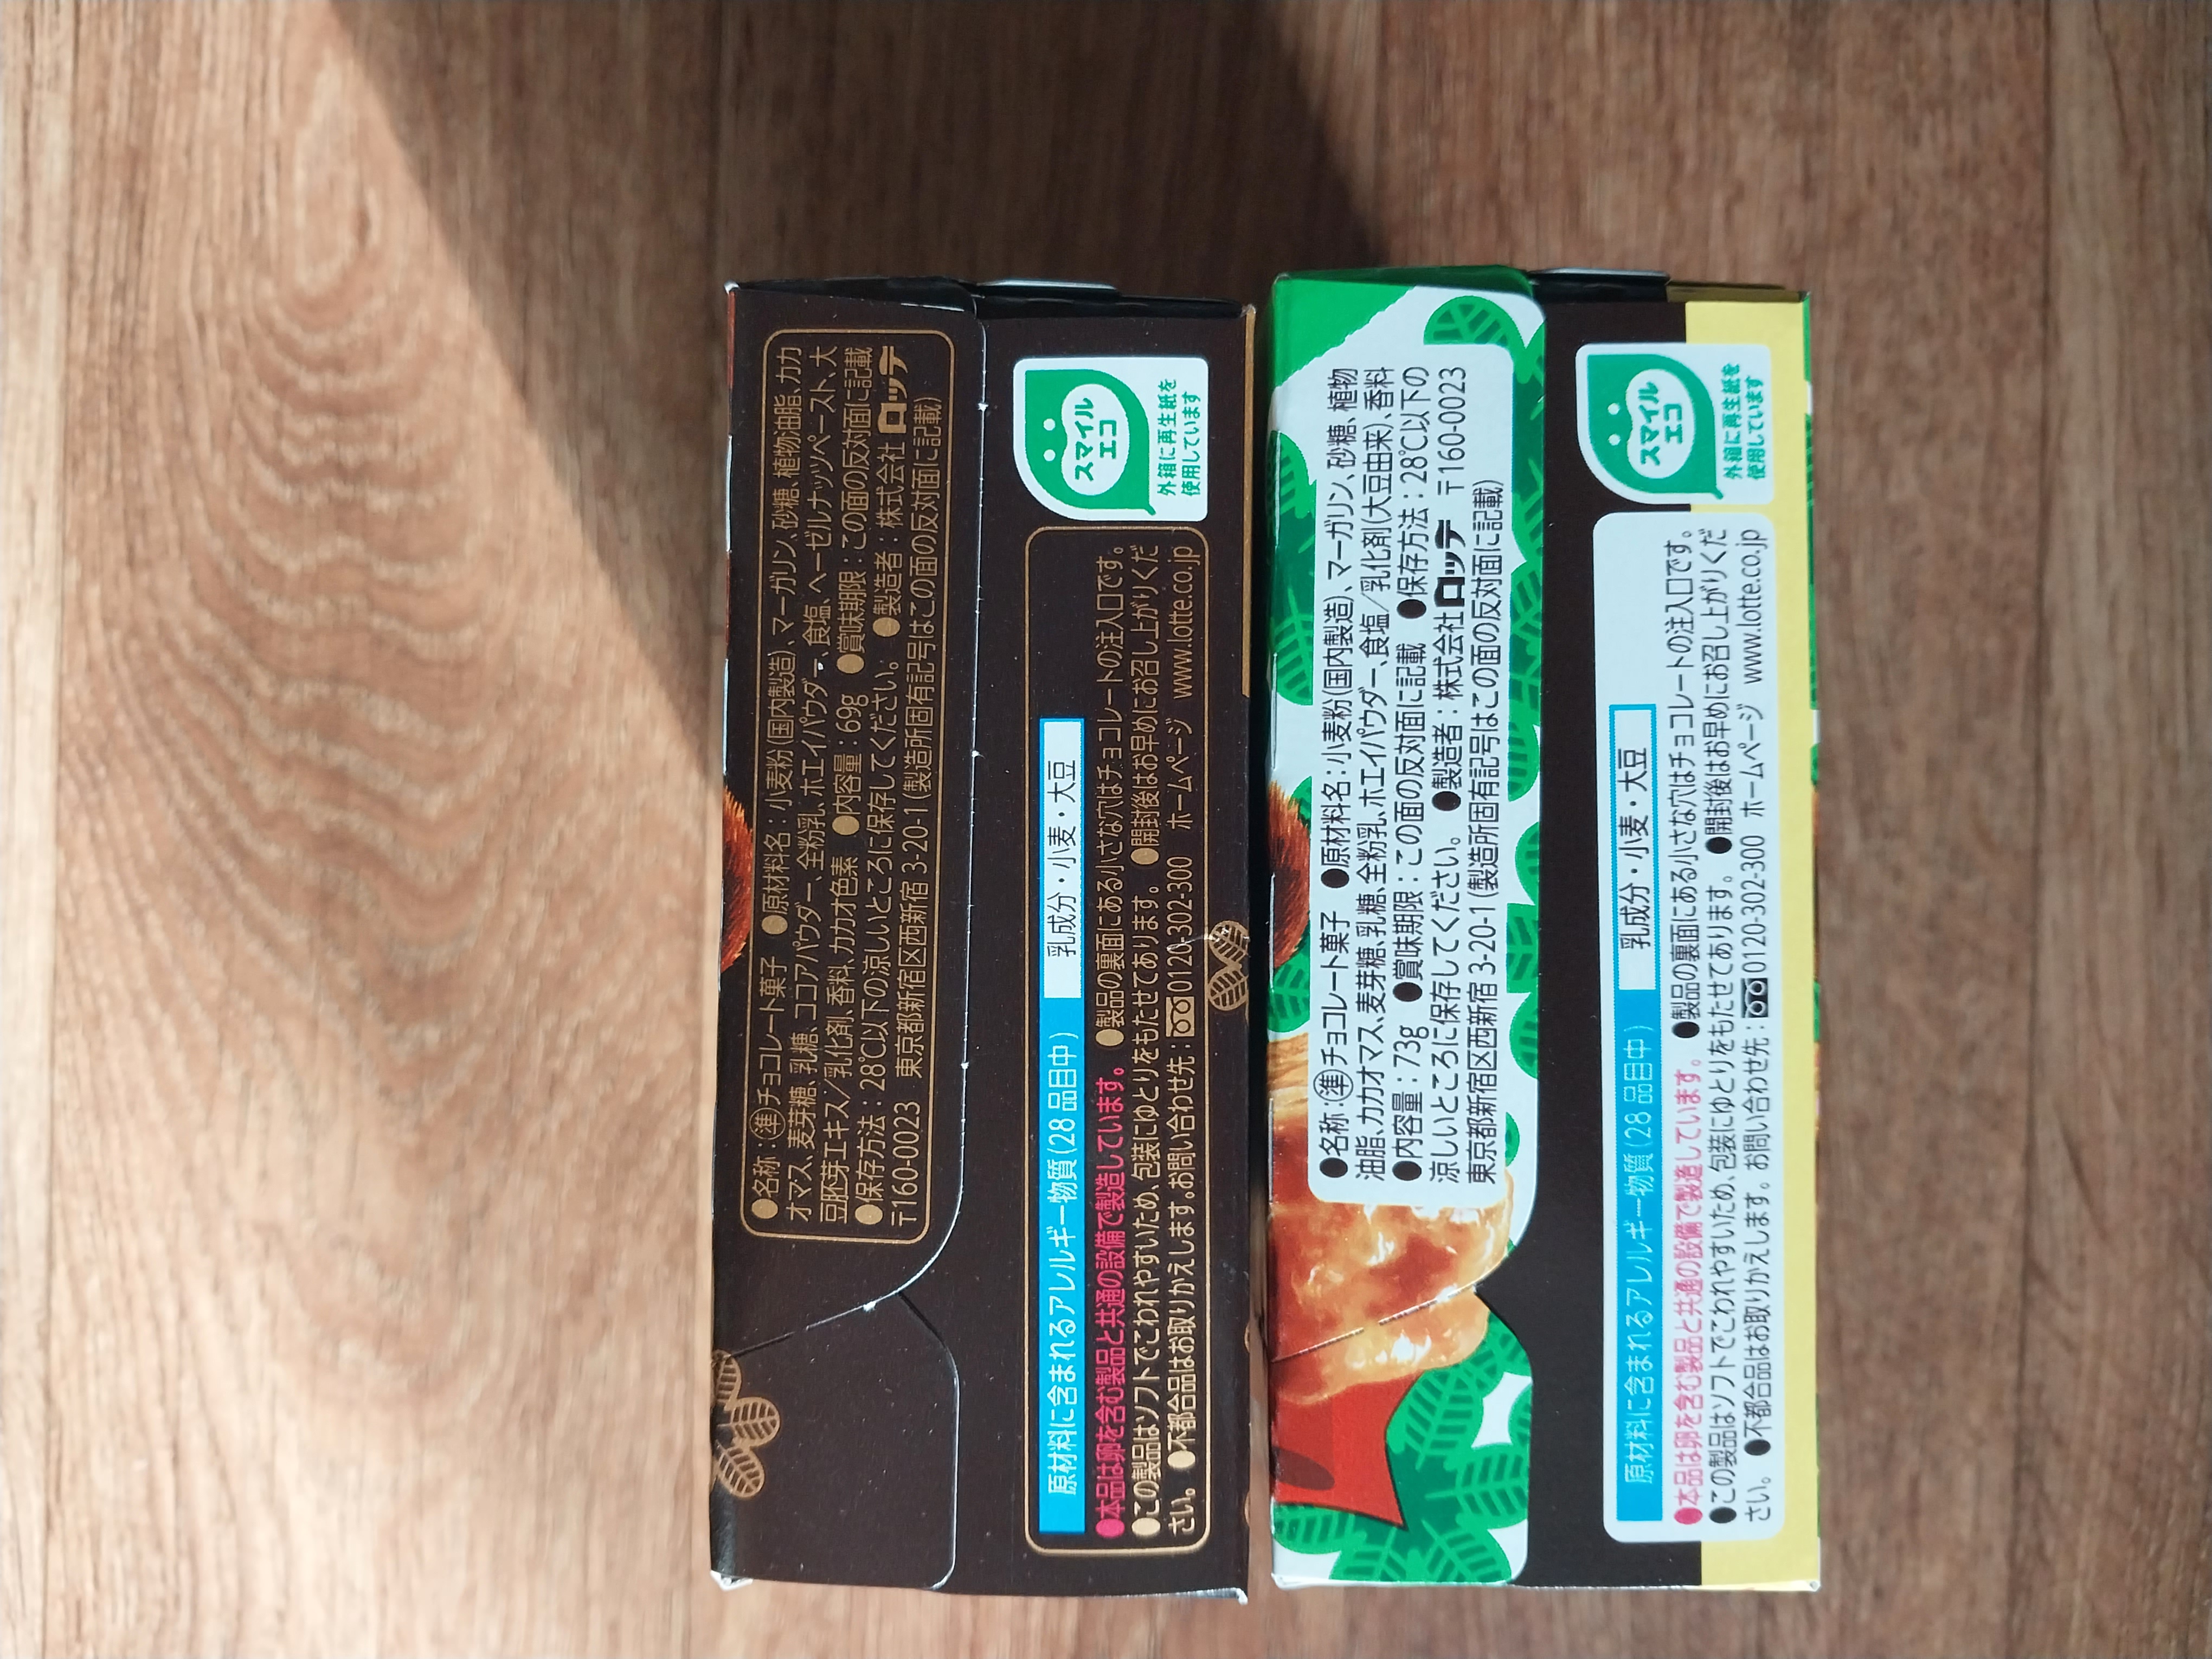 ●名称:準チョコレート菓子 ●原材料名:小麦粉(国内製造)、マーガリン、砂糖、植物油脂、カカ
オマス、麦芽糖、乳糖、ココアパウダー、全粉乳、ホエイパウダー、食塩、ヘーゼルナッツペースト、大
豆胚芽エキス/乳化剤、香料、カカオ色素 ●内容量:69g ●賞味期限:この面の反対面に記載
●保存方法:28℃以下の涼しいところに保存してください。 ●製造者:株式会社 ロッテ
〒160-0023 東京都新宿区西新宿 3-20-1(製造所固有記号はこの面の反対面に記載)
原材料に含まれるアレルギー物質(28 品目中) 乳成分・小麦・大豆
●本品は卵を含む製品と共通の設備で製造しています。 ●製品の裏面にある小さな穴はチョコレートの注入口です。
●この製品はソフトでこわれやすいため、包装にゆとりをもたせてあります。 ●開封後はお早めにお召し上がりくだ
さい。 ●不都合品はお取りかえします。お問い合わせ先:0120-302-300 ホームページ www.lotte.co.jp
スマイル
エコ
外箱に再生紙を
使用しています
●名称:準チョコレート菓子 ●原材料名:小麦粉(国内製造)、マーガリン、砂糖、植物
油脂、カカオマス、麦芽糖、乳糖、全粉乳、ホエイパウダー、食塩/乳化剤(大豆由来)、香料
●内容量:73g ●賞味期限:この面の反対面に記載 ●保存方法:28℃以下の
涼しいところに保存してください。 ●製造者:株式会社ロッテ 〒160-0023
東京都新宿区西新宿 3-20-1(製造所固有記号はこの面の反対面に記載)
原材料に含まれるアレルギー物質(28 品目中) 乳成分・小麦・大豆
●本品は卵を含む製品と共通の設備で製造しています。 ●製品の裏面にある小さな穴はチョコレートの注入口です。
●この製品はソフトでこわれやすいため、包装にゆとりをもたせてあります。 ●開封後はお早めにお召し上がりくだ
さい。 ●不都合品はお取りかえします。お問い合わせ先:0120-302-300 ホームページ www.lotte.co.jp
スマイル
エコ
外箱に再生紙を
使用しています